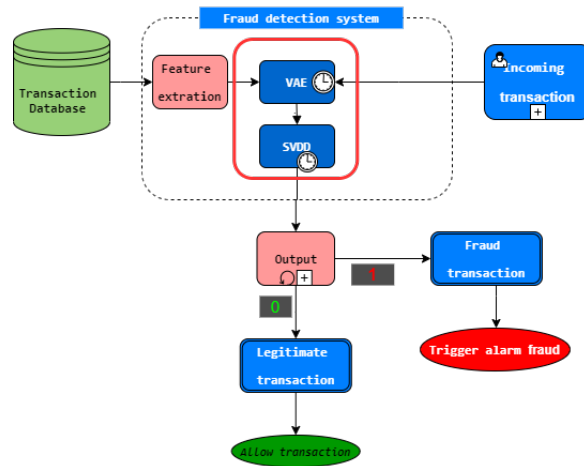 Fraud detection system
Transaction
Database
Feature
extration
VAE
SVDD
Incoming
transaction
Output
1
0
Fraud
transaction
Trigger alarm fraud
Legitimate
transaction
Allow transaction